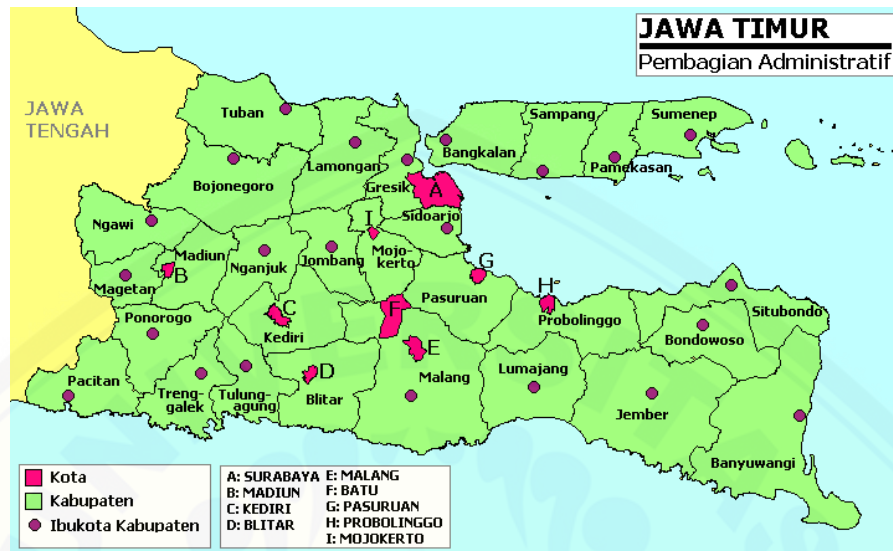 JAWA TIMUR
Pembagian Administratif
JAWA
TENGAH
Tuban
Lamongan
Bojonegoro
Gresik
A
Bangkalan
Sampang
Pamekasan
Sumenep
Sidoarjo
Ngawi
Magetan
Madiun
B
Nganjuk
Jombang
I
Mojo-
kerto
G
Pasuruan
H
Probolinggo
Situbondo
Bondowoso
Ponorogo
C
Kediri
F
E
Malang
Lumajang
Jember
Banyuwangi
Pacitan
Treng-
galek
Tulung-
agung
D
Blitar
Kota
Kabupaten
Ibukota Kabupaten
A: SURABAYA
B: MADIUN
C: KEDIRI
D: BLITAR
E: MALANG
F: BATU
G: PASURUAN
H: PROBOLINGGO
I: MOJOKERTO